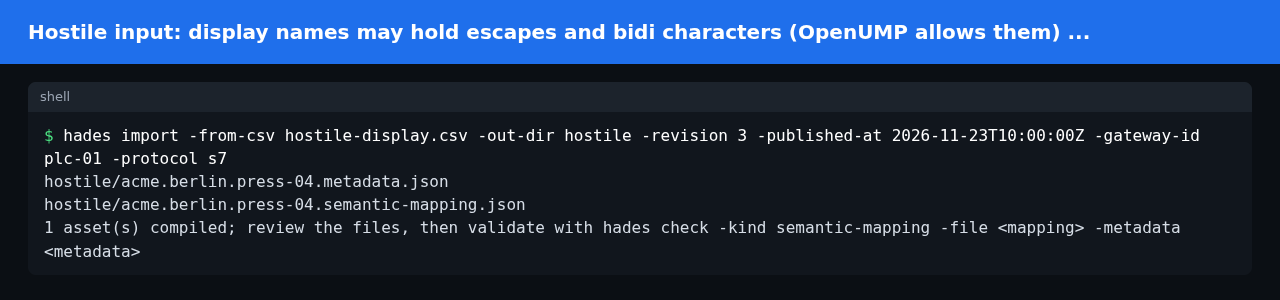 Hostile input: display names may hold escapes and bidi characters (OpenUMP allows them) ...
shell
$ hades import -from-csv hostile-display.csv -out-dir hostile -revision 3 -published-at 2026-11-23T10:00:00Z -gateway-id
plc-01 -protocol s7
hostile/acme.berlin.press-04.metadata.json
hostile/acme.berlin.press-04.semantic-mapping.json
1 asset(s) compiled; review the files, then validate with hades check -kind semantic-mapping -file <mapping> -metadata
<metadata>